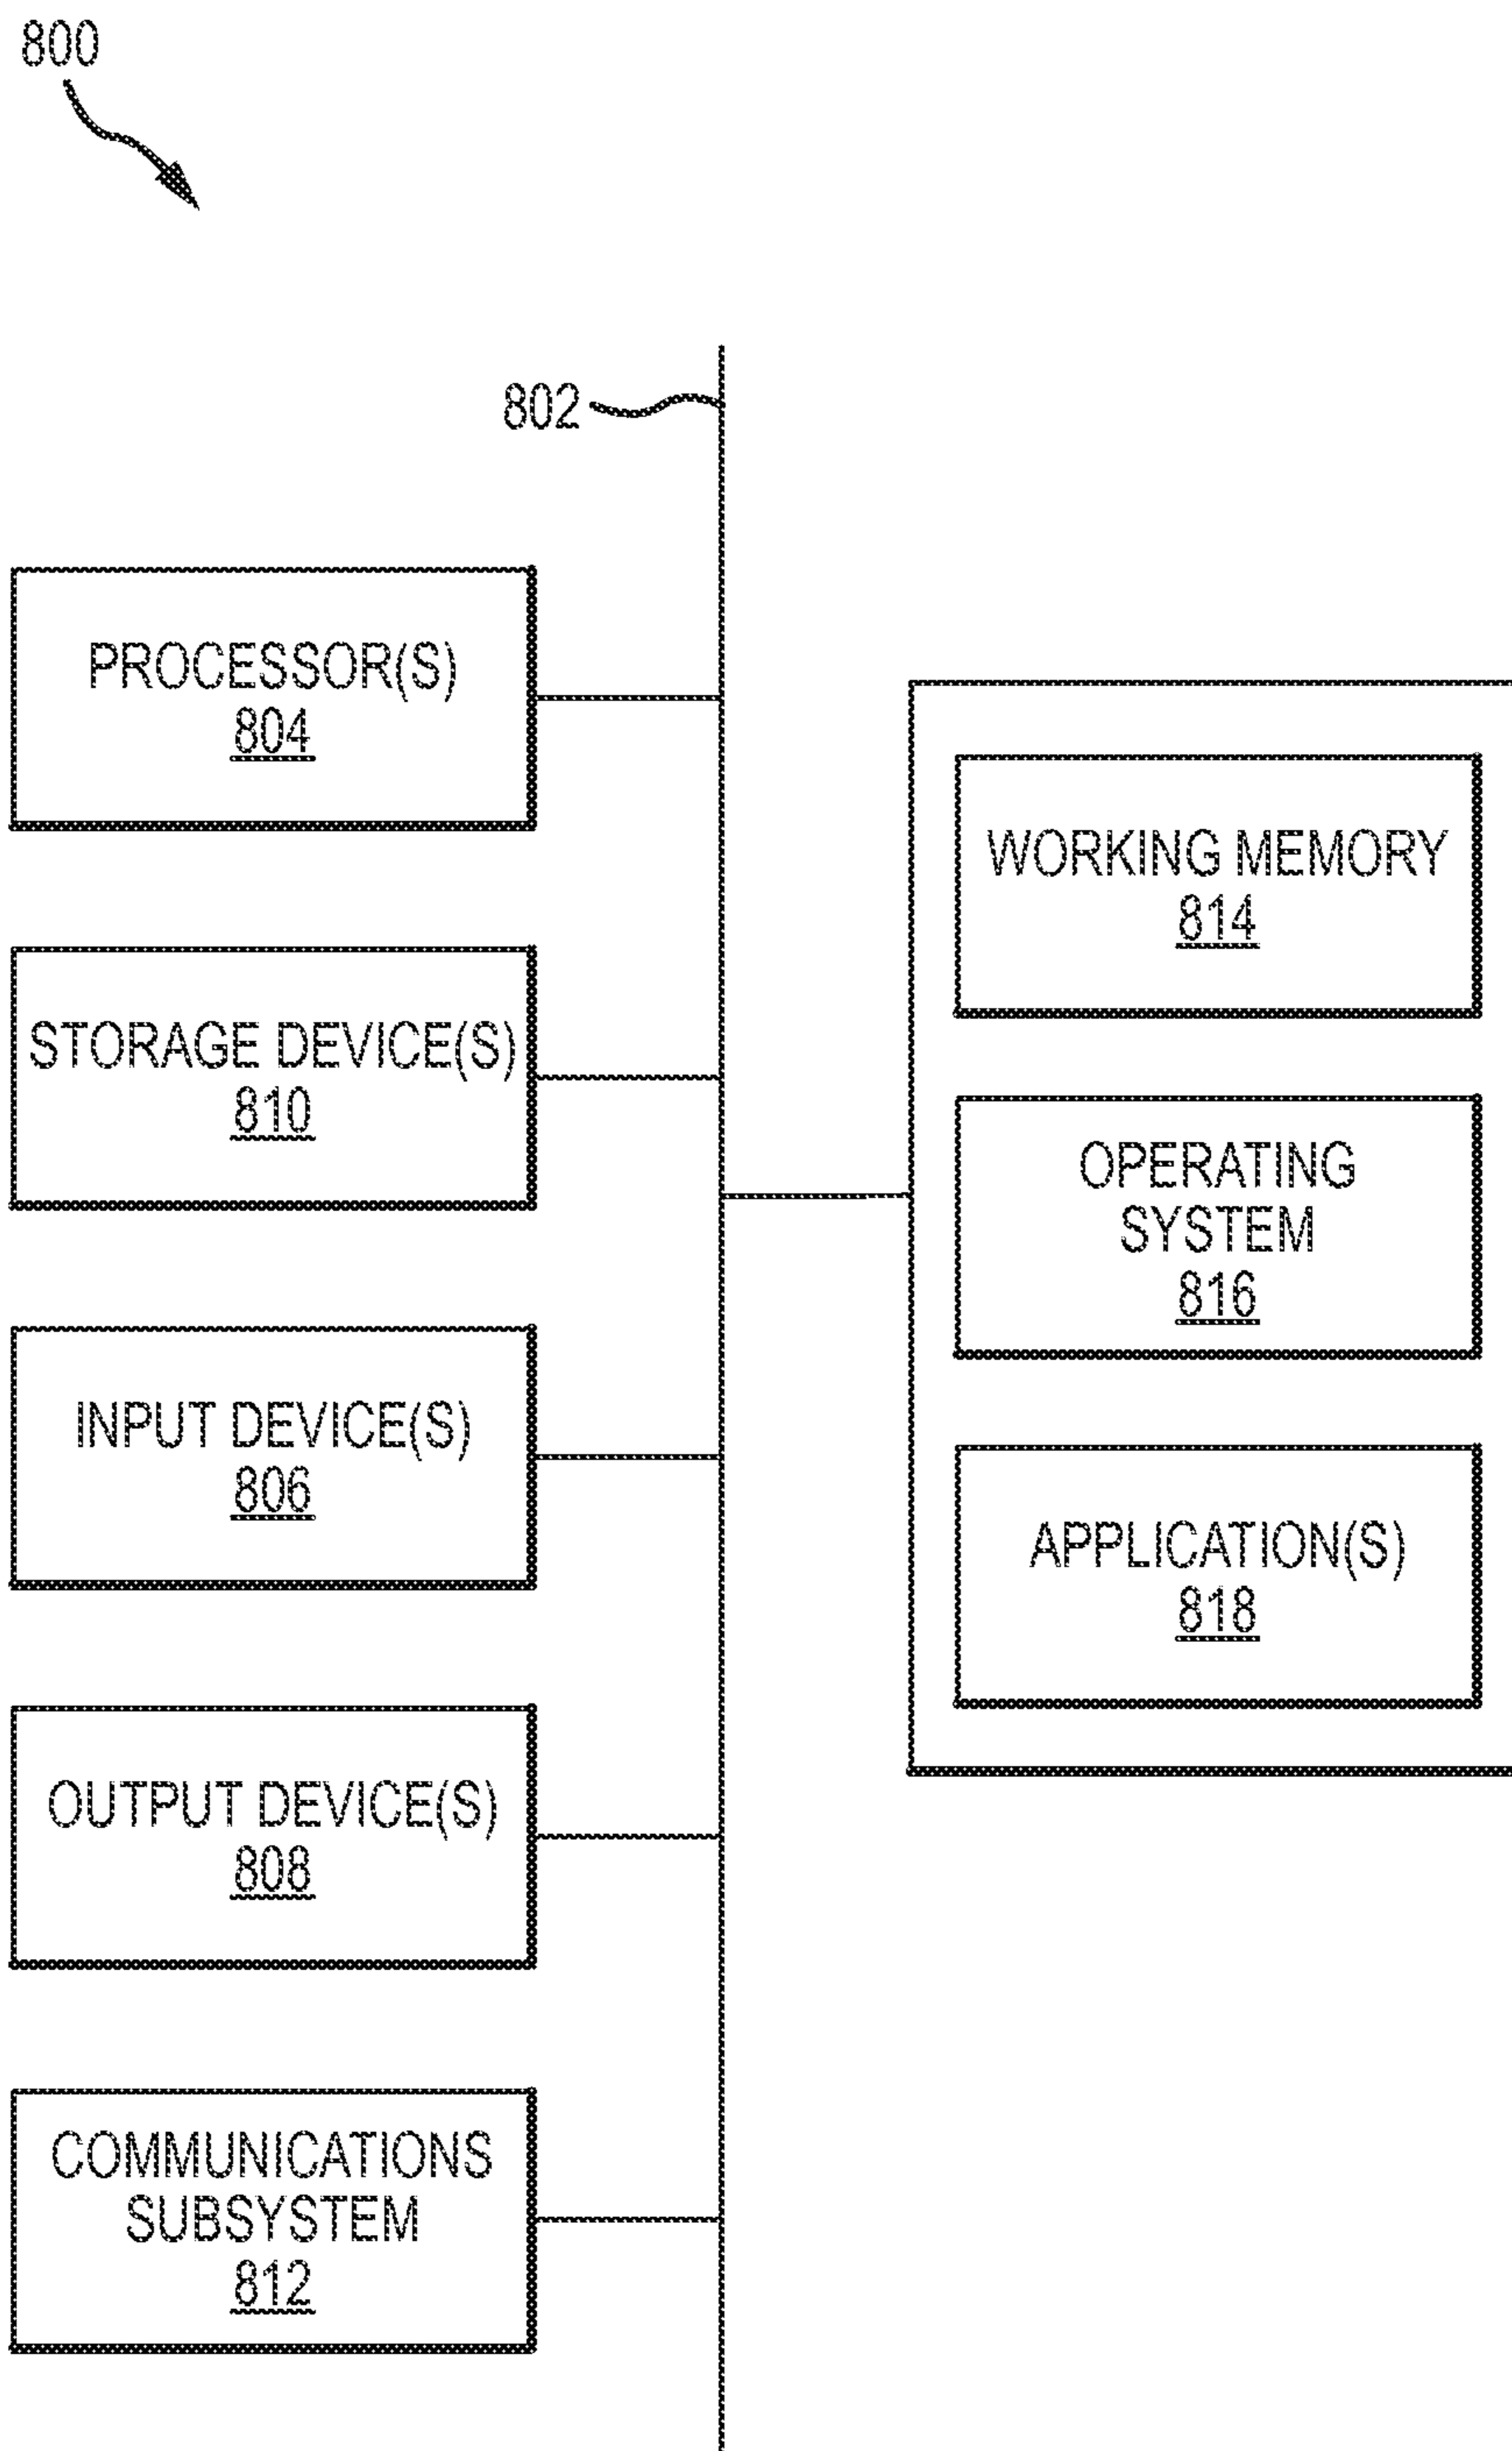 800
802
PROCESSOR(S)
804
STORAGE DEVICE(S)
810
INPUT DEVICE(S)
806
OUTPUT DEVICE(S)
808
COMMUNICATIONS
SUBSYSTEM
812
WORKING MEMORY
814
OPERATING
SYSTEM
816
APPLICATION(S)
818